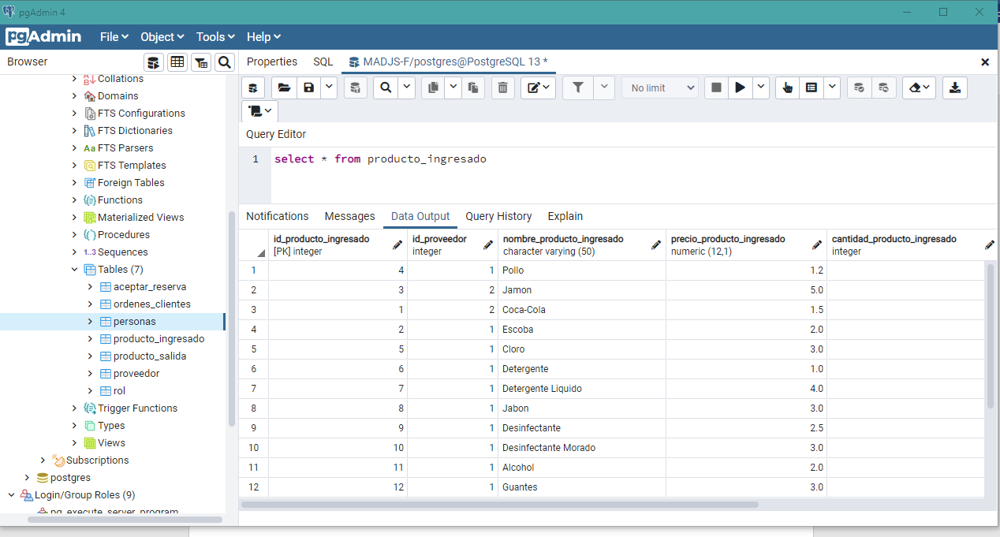 pgAdmin 4
pgAdmin File Object Tools Help
Browser Properties SQL MADJS-F/postgres@PostgreSQL 13 *
Collations
Domains
FTS Configurations
FTS Dictionaries
Aa FTS Parsers
FTS Templates
Foreign Tables
Functions
Materialized Views
Procedures
1..3 Sequences
Tables (7)
aceptar_reserva
ordenes_clientes
personas
producto_ingresado
producto_salida
proveedor
rol
Trigger Functions
Types
Views
Subscriptions
postgres
Login/Group Roles (9)
pg_execute_server_program
No limit
Query Editor
1 select * from producto_ingresado
Notifications Messages Data Output Query History Explain
id_producto_ingresado id_proveedor nombre_producto_ingresado precio_producto_ingresado cantidad_producto_ingresado
[PK] integer integer character varying (50) numeric (12,1) integer
1 4 1 Pollo 1.2
2 3 2 Jamon 5.0
3 1 2 Coca-Cola 1.5
4 2 1 Escoba 2.0
5 5 1 Cloro 3.0
6 6 1 Detergente 1.0
7 7 1 Detergente Liquido 4.0
8 8 1 Jabon 3.0
9 9 1 Desinfectante 2.5
10 10 1 Desinfectante Morado 3.0
11 11 1 Alcohol 2.0
12 12 1 Guantes 3.0